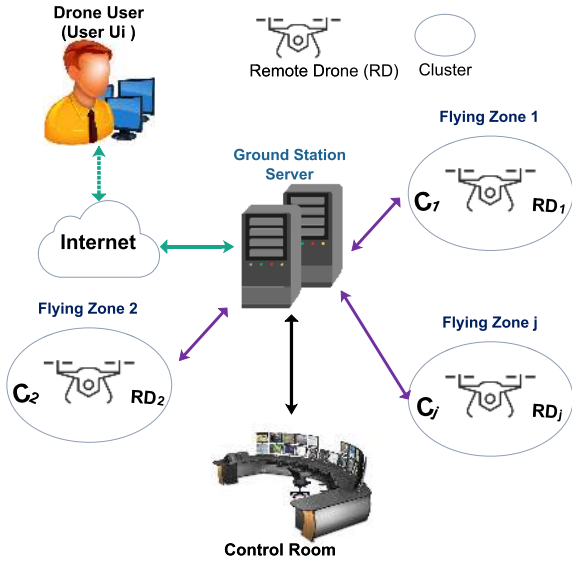 Drone User
(User Ui )
Remote Drone (RD)
Cluster
Flying Zone 1
Ground Station
Server
C1
RD1
Internet
Flying Zone 2
Flying Zone j
C2
RD2
Cj
RDj
Control Room